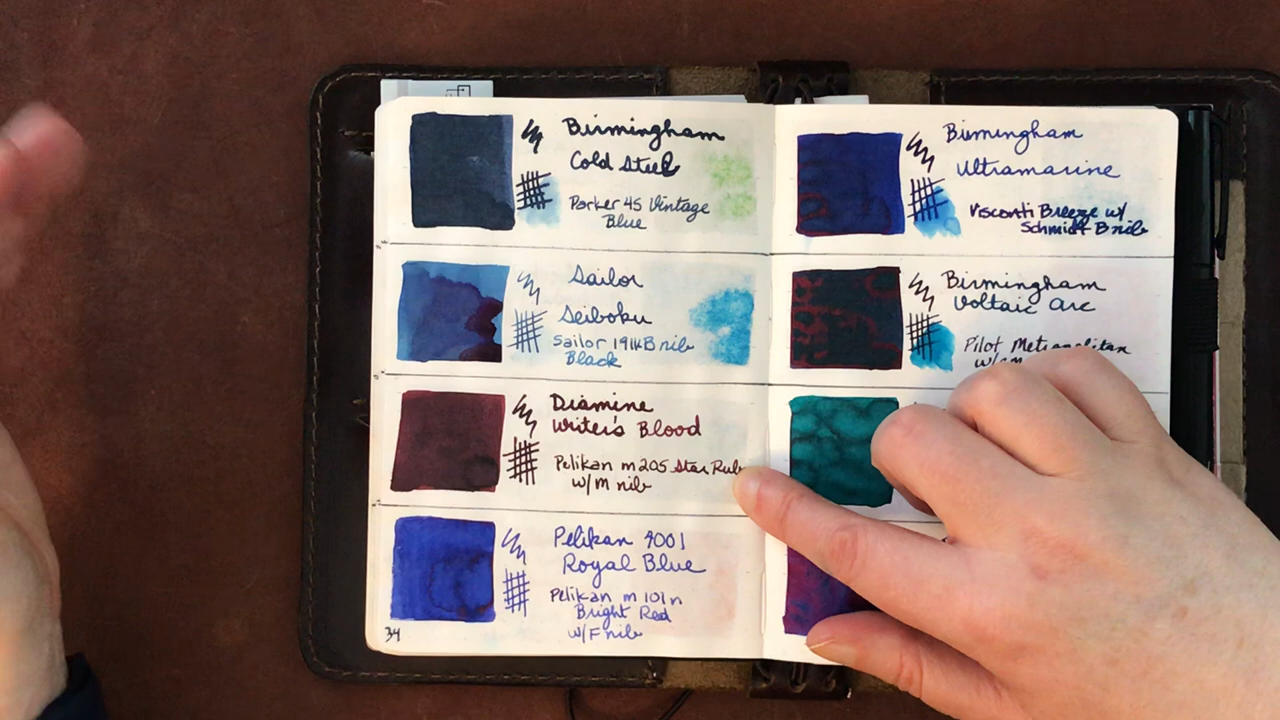 Birmingham
Cold Steel
Parker 45 Vintage
Blue
Sailor
Seiboku
Sailor 1911 B nib
Black
Diamine
Writer's Blood
Pelikan m205 Star Ruby
w/M nib
Pelikan 4001
Royal Blue
Pelikan m 101n
Bright Red
w/F nib
34
Birmingham
Ultramarine
Visconti Breeze w/
Schmidt B nib
Birmingham
Voltaic Arc
Pilot Metropolitan